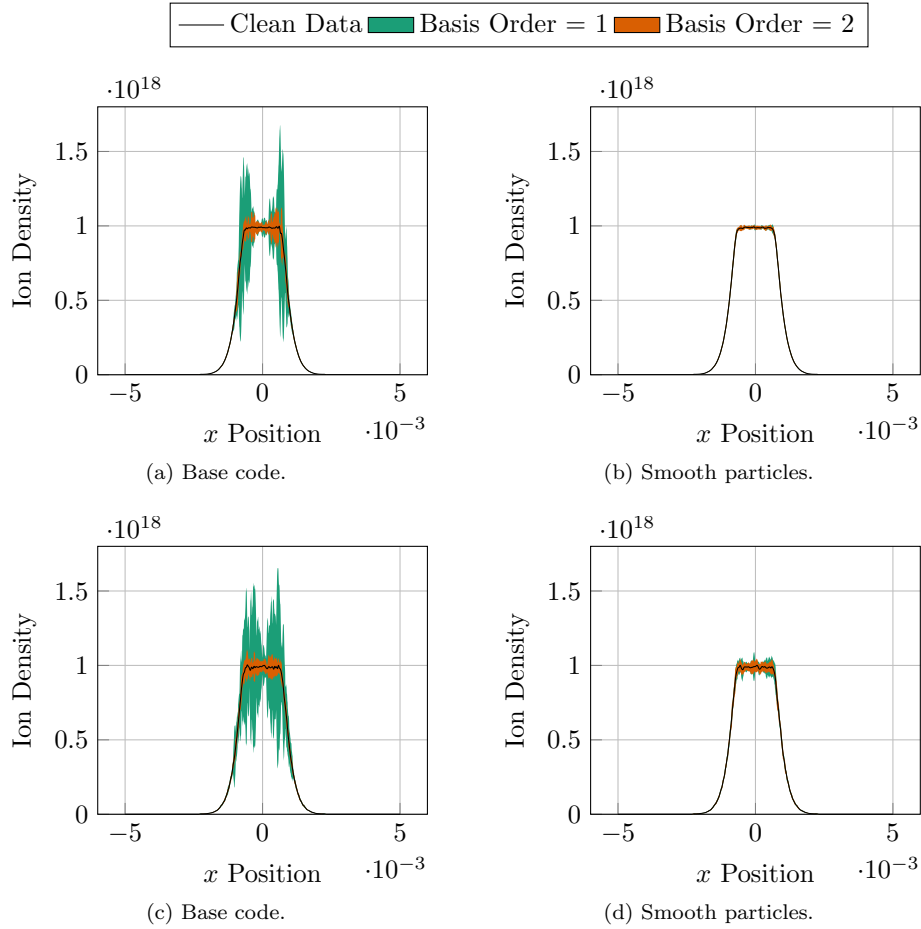 Clean Data Basis Order = 1 Basis Order = 2
·10^18 ·10^18
1.5 1.5
1 1
0.5 0.5
0 0
Ion Density Ion Density
−5 0 5 −5 0 5
x Position ·10^−3 x Position ·10^−3
(a) Base code. (b) Smooth particles.
·10^18 ·10^18
1.5 1.5
1 1
0.5 0.5
0 0
Ion Density Ion Density
−5 0 5 −5 0 5
x Position ·10^−3 x Position ·10^−3
(c) Base code. (d) Smooth particles.